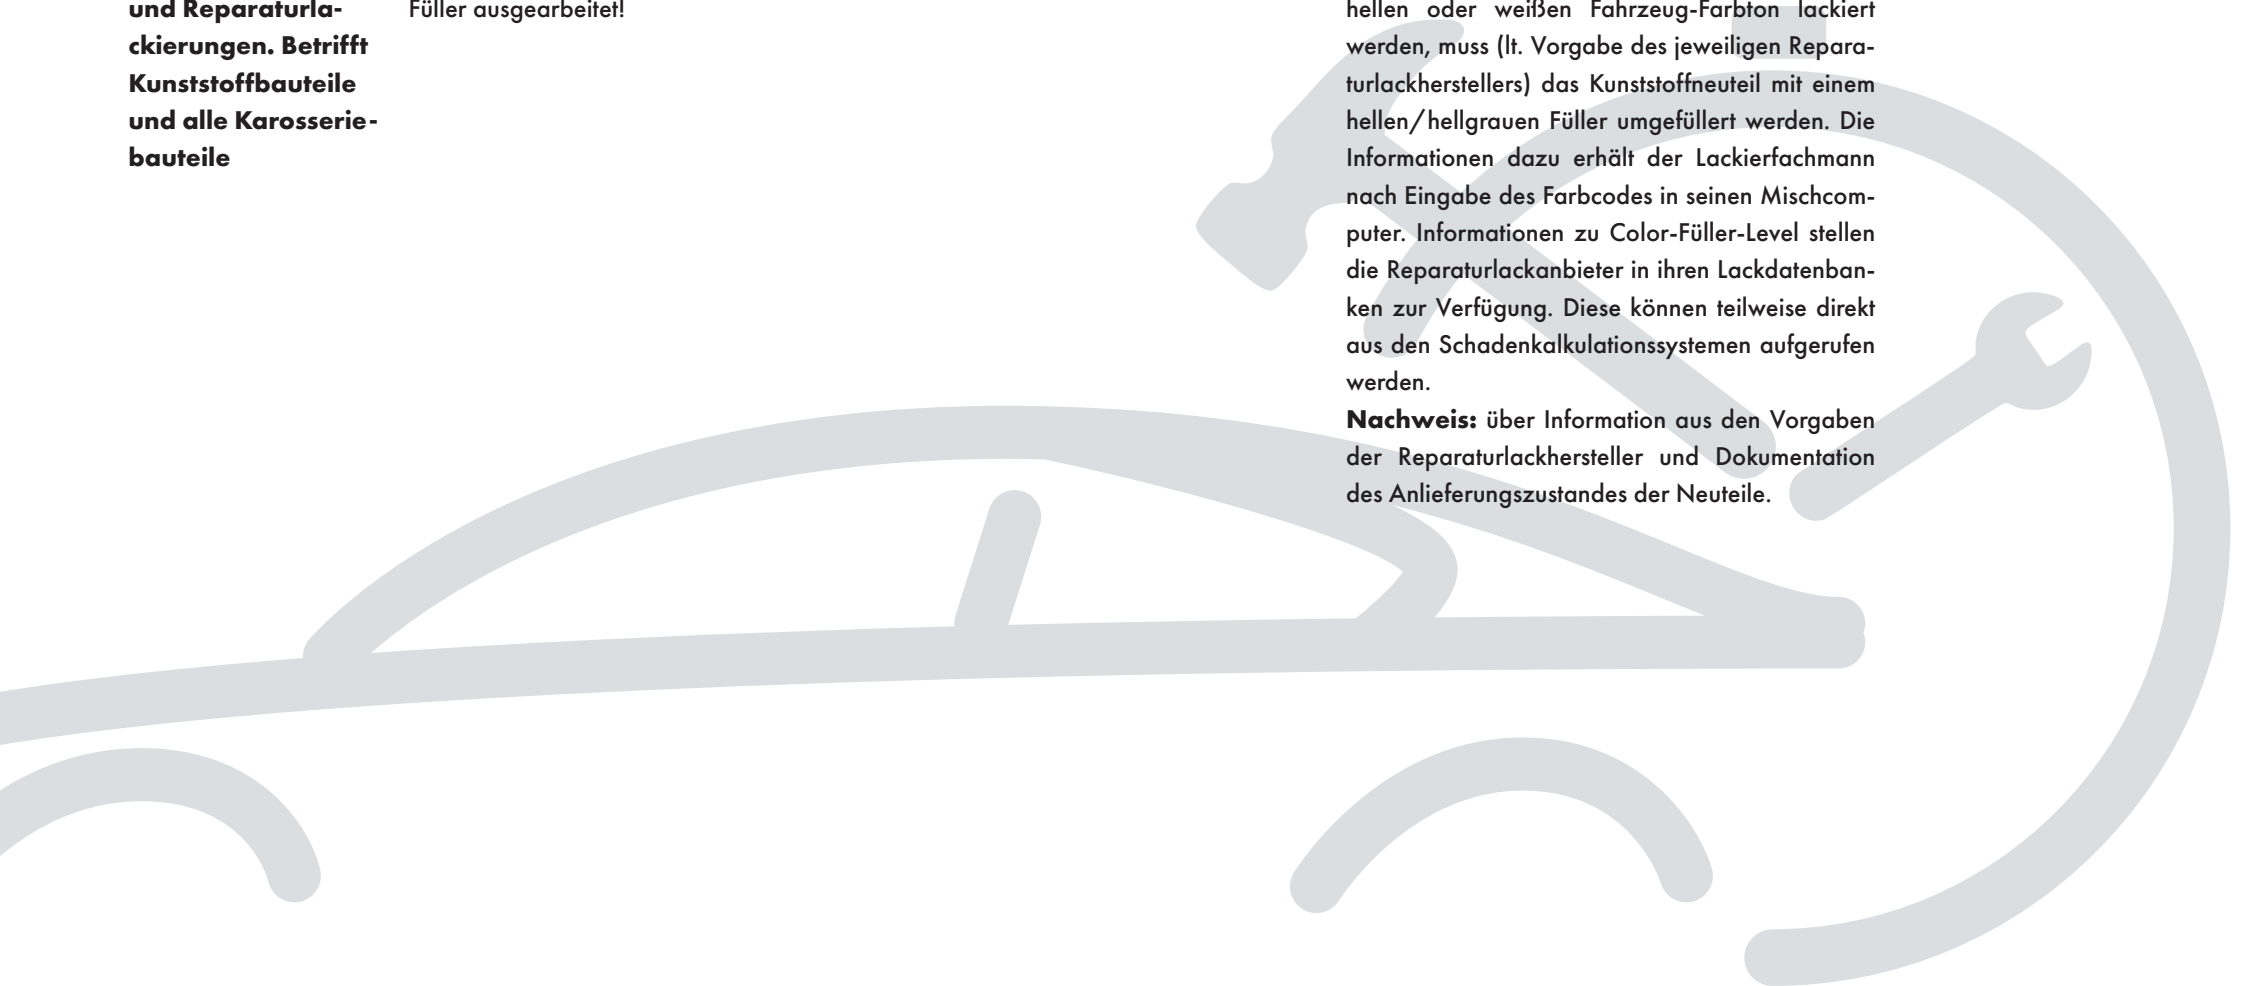 und Reparaturla-
ckierungen. Betrifft
Kunststoffbauteile
und alle Karosserie-
bauteile
Füller ausgearbeitet!
hellen oder weißen Fahrzeug-Farbton lackiert
werden, muss (lt. Vorgabe des jeweiligen Repara-
turlackherstellers) das Kunststoffneuteil mit einem
hellen/hellgrauen Füller umgefüllert werden. Die
Informationen dazu erhält der Lackierfachmann
nach Eingabe des Farbcodes in seinen Mischcom-
puter. Informationen zu Color-Füller-Level stellen
die Reparaturlackanbieter in ihren Lackdatenban-
ken zur Verfügung. Diese können teilweise direkt
aus den Schadenkalkulationssystemen aufgerufen
werden.
Nachweis: über Information aus den Vorgaben
der Reparaturlackhersteller und Dokumentation
des Anlieferungszustandes der Neuteile.